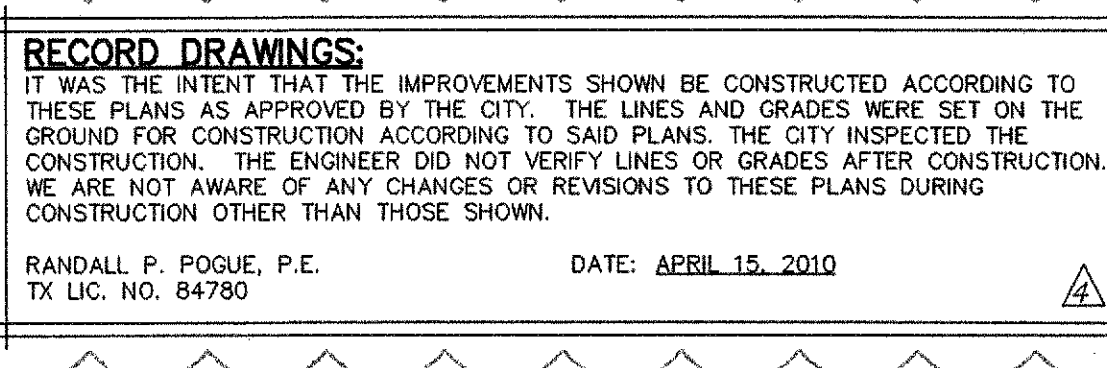 RECORD DRAWINGS:
IT WAS THE INTENT THAT THE IMPROVEMENTS SHOWN BE CONSTRUCTED ACCORDING TO
THESE PLANS AS APPROVED BY THE CITY. THE LINES AND GRADES WERE SET ON THE
GROUND FOR CONSTRUCTION ACCORDING TO SAID PLANS. THE CITY INSPECTED THE
CONSTRUCTION. THE ENGINEER DID NOT VERIFY LINES OR GRADES AFTER CONSTRUCTION.
WE ARE NOT AWARE OF ANY CHANGES OR REVISIONS TO THESE PLANS DURING
CONSTRUCTION OTHER THAN THOSE SHOWN.
RANDALL P. POGUE, P.E. DATE: APRIL 15, 2010
TX LIC. NO. 84780
4